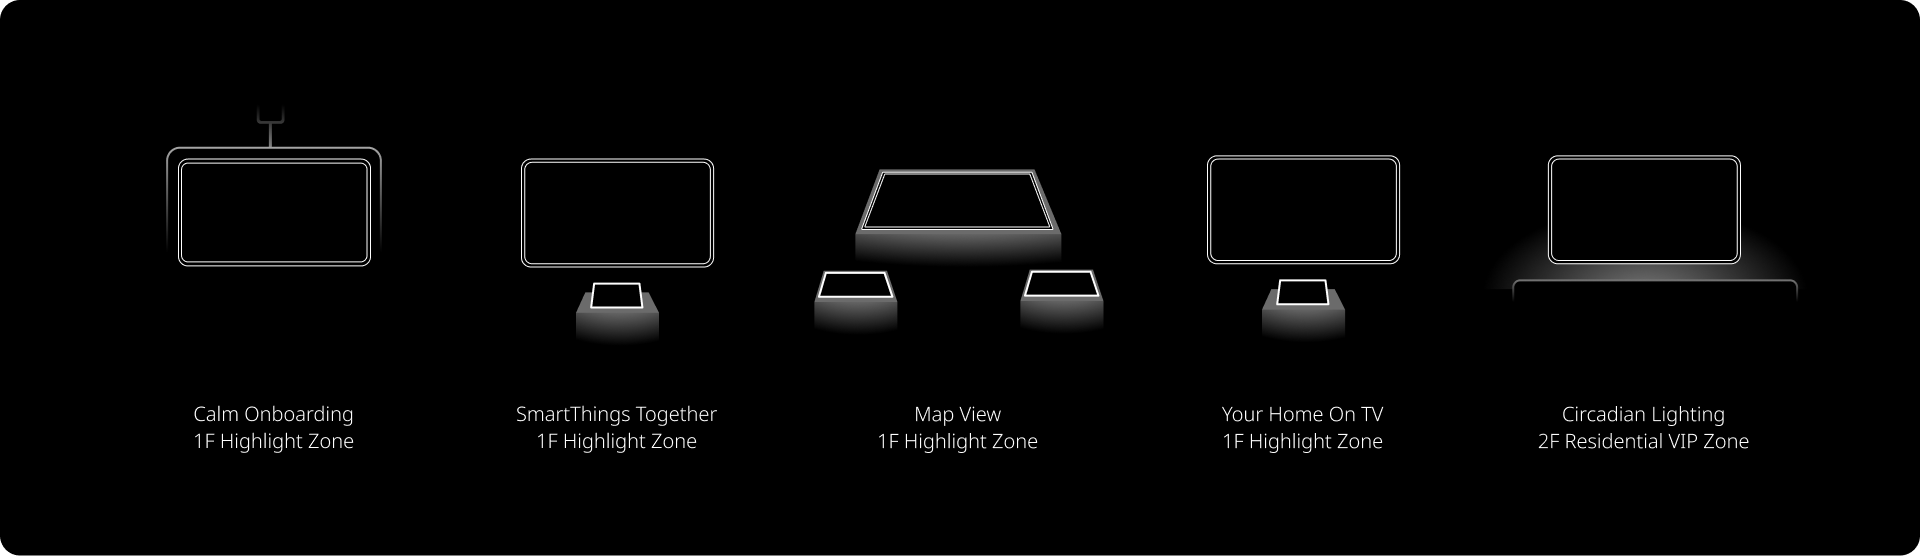 Calm Onboarding
1F Highlight Zone
SmartThings Together
1F Highlight Zone
Map View
1F Highlight Zone
Your Home On TV
1F Highlight Zone
Circadian Lighting
2F Residential VIP Zone